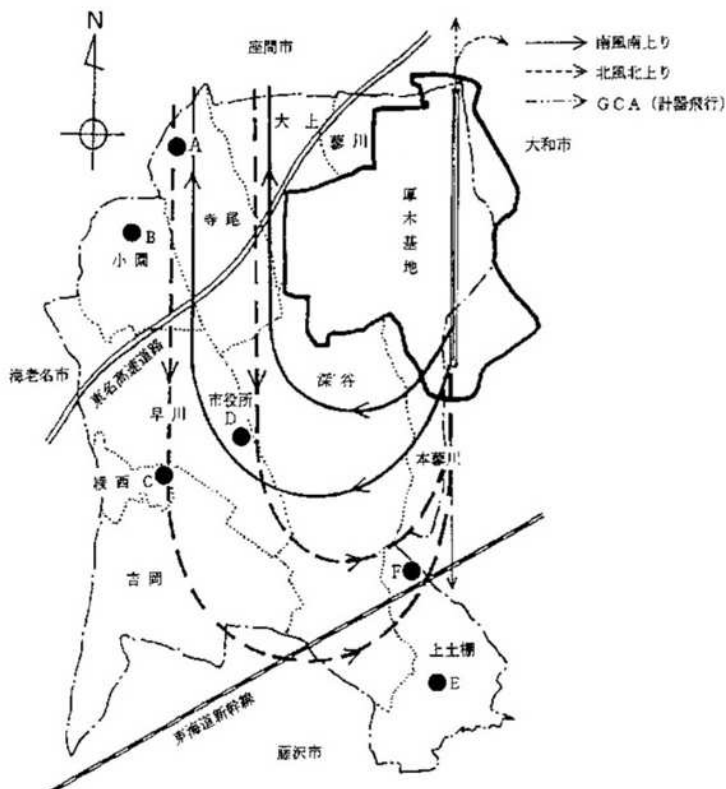 N
座間市
南風南上り
北風北上り
GCA(計器飛行)
大上
蓼川
大和市
A
厚木基地
寺尾
B
小園
海老名市
東名高速道路
深谷
早川
市役所
D
本蓼川
綾西
C
吉岡
F
上土棚
E
東海道新幹線
藤沢市